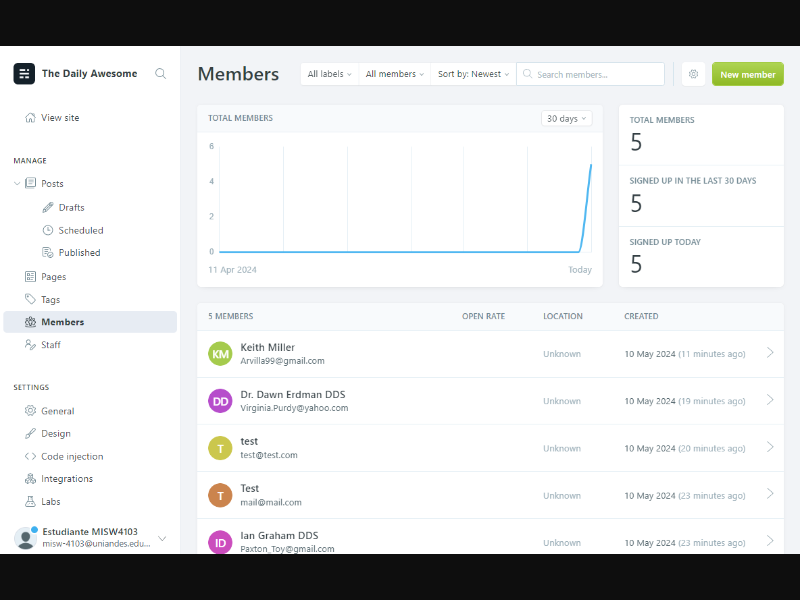 The Daily Awesome
View site
MANAGE
Posts
Drafts
Scheduled
Published
Pages
Tags
Members
Staff
SETTINGS
General
Design
Code injection
Integrations
Labs
Estudiante MISW4103
misw-4103@uniandes.edu...
Members
All labels
All members
Sort by: Newest
Search members...
New member
TOTAL MEMBERS
30 days
6
4
2
0
11 Apr 2024
Today
TOTAL MEMBERS
5
SIGNED UP IN THE LAST 30 DAYS
5
SIGNED UP TODAY
5
5 MEMBERS OPEN RATE LOCATION CREATED
KM
Keith Miller
Arvilla99@gmail.com
Unknown
10 May 2024 (11 minutes ago)
DD
Dr. Dawn Erdman DDS
Virginia.Purdy@yahoo.com
Unknown
10 May 2024 (19 minutes ago)
T
test
test@test.com
Unknown
10 May 2024 (20 minutes ago)
T
Test
mail@mail.com
Unknown
10 May 2024 (23 minutes ago)
ID
Ian Graham DDS
Paxton_Toy@gmail.com
Unknown
10 May 2024 (23 minutes ago)